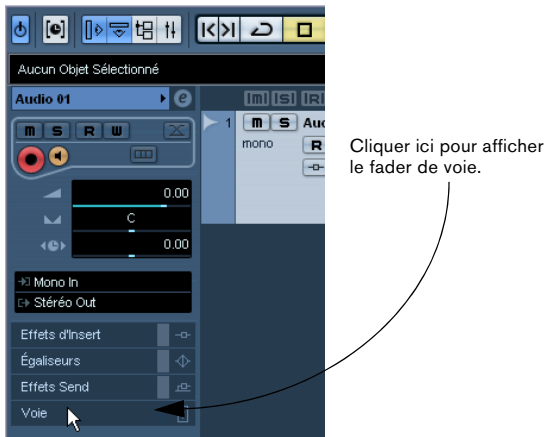 Aucun Objet Sélectionné
Audio 01
e
m S R W
0.00
C
0.00
Mono In
Stéréo Out
Effets d'Insert
Égaliseurs
Effets Send
Voie
m S R
1 m S Aud
mono R
Cliquer ici pour afficher
le fader de voie.